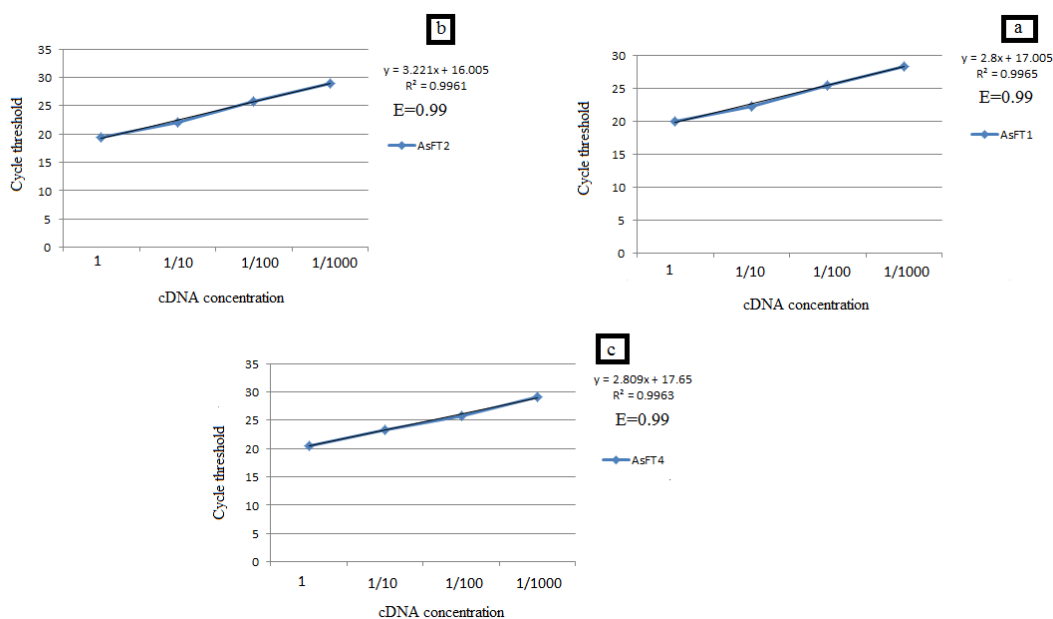 b
35
30
25
20
15
10
5
0
Cycle threshold
1 1/10 1/100 1/1000
cDNA concentration
y = 3.221x + 16.005
R² = 0.9961
E=0.99
AsFT2
a
30
25
20
15
10
5
0
Cycle threshold
1 1/10 1/100 1/1000
cDNA concentration
y = 2.8x + 17.005
R² = 0.9965
E=0.99
AsFT1
c
35
30
25
20
15
10
5
0
Cycle threshold
1 1/10 1/100 1/1000
cDNA concentration
y = 2.809x + 17.65
R² = 0.9963
E=0.99
AsFT4